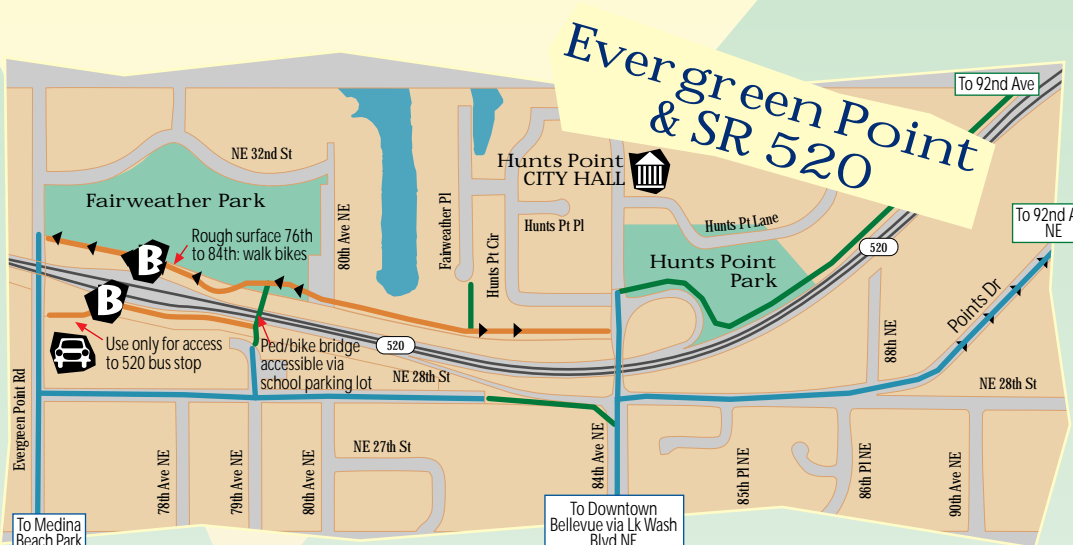 Evergreen Point
& SR 520
To 92nd Ave
NE 32nd St
Hunts Point
CITY HALL
Fairweather Park
80th Ave NE
Fairweather Pl
Hunts Pt Cir
Hunts Pt Pl
Hunts Pt Lane
To 92nd A
NE
B
Rough surface 76th
to 84th: walk bikes
520
Hunts Point
Park
B
Points Dr
Use only for access
to 520 bus stop
Ped/bike bridge
accessible via
school parking lot
520
88th NE
NE 28th St
NE 28th St
Evergreen Point Rd
NE 27th St
78th Ave NE
79th Ave NE
80th Ave NE
84th Ave NE
85th Pl NE
86th Pl NE
90th Ave NE
To Medina
Beach Park
To Downtown
Bellevue via Lk Wash
Blvd NE